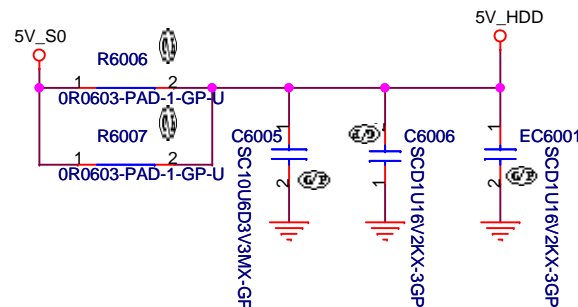 5V_S0
5V_HDD
R6006
1
2
0R0603-PAD-1-GP-U
R6007
1
2
0R0603-PAD-1-GP-U
C6005
SC10U6D3V3MX-GP
1
2
G/P
C6006
SCD1U16V2KX-3GP
1
EC6001
SCD1U16V2KX-3GP
1
2
G/P